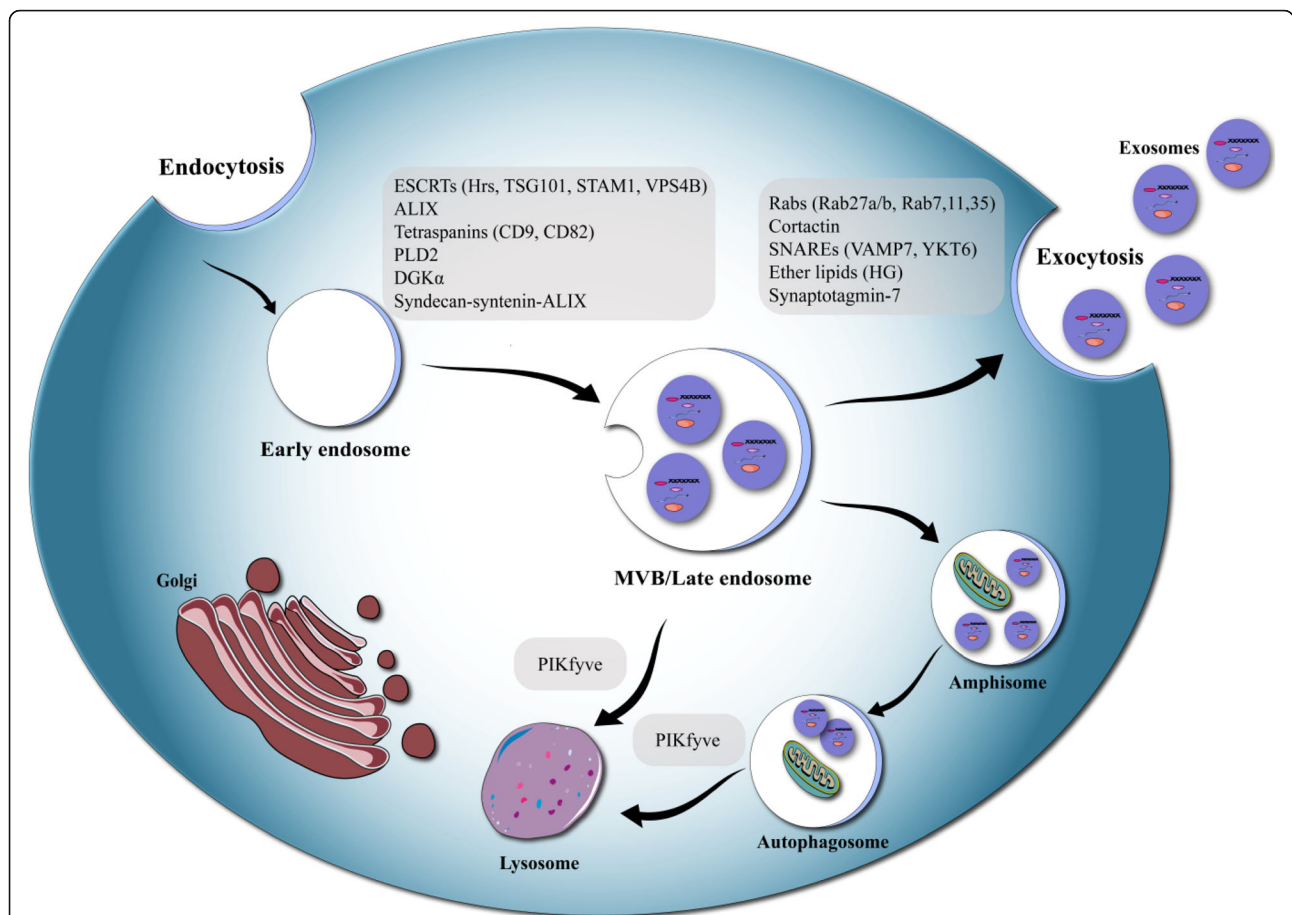 Endocytosis
ESCRTs (Hrs, TSG101, STAM1, VPS4B)
ALIX
Tetraspanins (CD9, CD82)
PLD2
DGKα
Syndecan-syntenin-ALIX
Rabs (Rab27a/b, Rab7,11,35)
Cortactin
SNAREs (VAMP7, YKT6)
Ether lipids (HG)
Synaptotagmin-7
Exosomes
Exocytosis
Early endosome
MVB/Late endosome
Golgi
PIKfyve
Amphisome
PIKfyve
Autophagosome
Lysosome